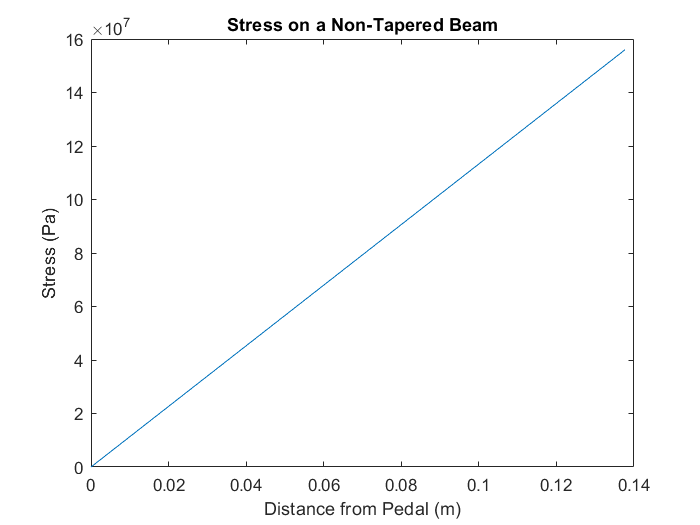 Stress on a Non-Tapered Beam
×10^7
16
14
12
10
8
6
4
2
0
Stress (Pa)
0 0.02 0.04 0.06 0.08 0.1 0.12 0.14
Distance from Pedal (m)